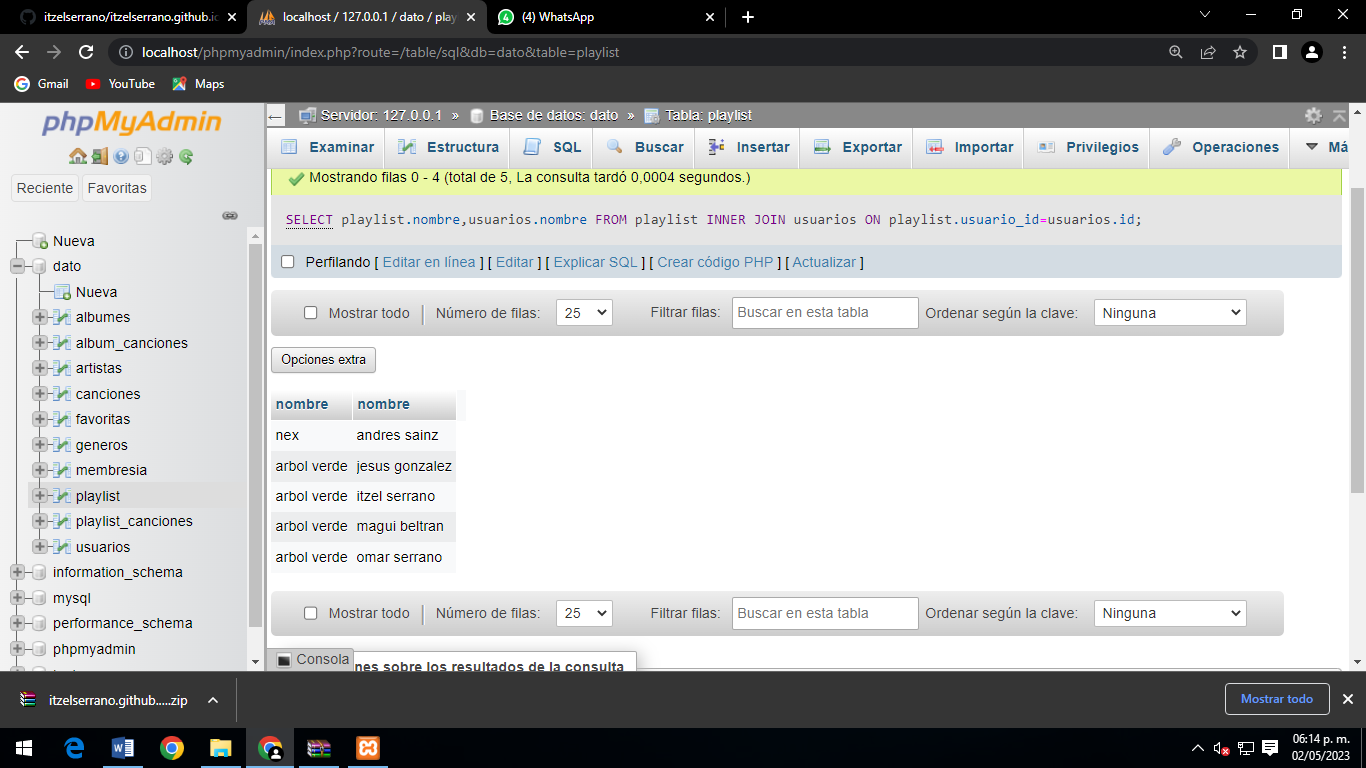 itzelserrano/itzelserrano.github.io
localhost / 127.0.0.1 / dato / play
(4) WhatsApp
localhost/phpmyadmin/index.php?route=/table/sql&db=dato&table=playlist
Gmail
YouTube
Maps
phpMyAdmin
Reciente
Favoritas
Nueva
dato
Nueva
albumes
album_canciones
artistas
canciones
favoritas
generos
membresia
playlist
playlist_canciones
usuarios
information_schema
mysql
performance_schema
phpmyadmin
Servidor: 127.0.0.1 » Base de datos: dato » Tabla: playlist
Examinar Estructura SQL Buscar Insertar Exportar Importar Privilegios Operaciones Má
Mostrando filas 0 - 4 (total de 5, La consulta tardó 0,0004 segundos.)
SELECT playlist.nombre,usuarios.nombre FROM playlist INNER JOIN usuarios ON playlist.usuario_id=usuarios.id;
Perfilando [ Editar en línea ] [ Editar ] [ Explicar SQL ] [ Crear código PHP ] [ Actualizar ]
Mostrar todo Número de filas: 25 Filtrar filas: Buscar en esta tabla Ordenar según la clave: Ninguna
Opciones extra
nombre nombre
nex andres sainz
arbol verde jesus gonzalez
arbol verde itzel serrano
arbol verde magui beltran
arbol verde omar serrano
Mostrar todo Número de filas: 25 Filtrar filas: Buscar en esta tabla Ordenar según la clave: Ninguna
Consola
nes sobre los resultados de la consulta
itzelserrano.github.....zip
Mostrar todo
06:14 p. m.
02/05/2023